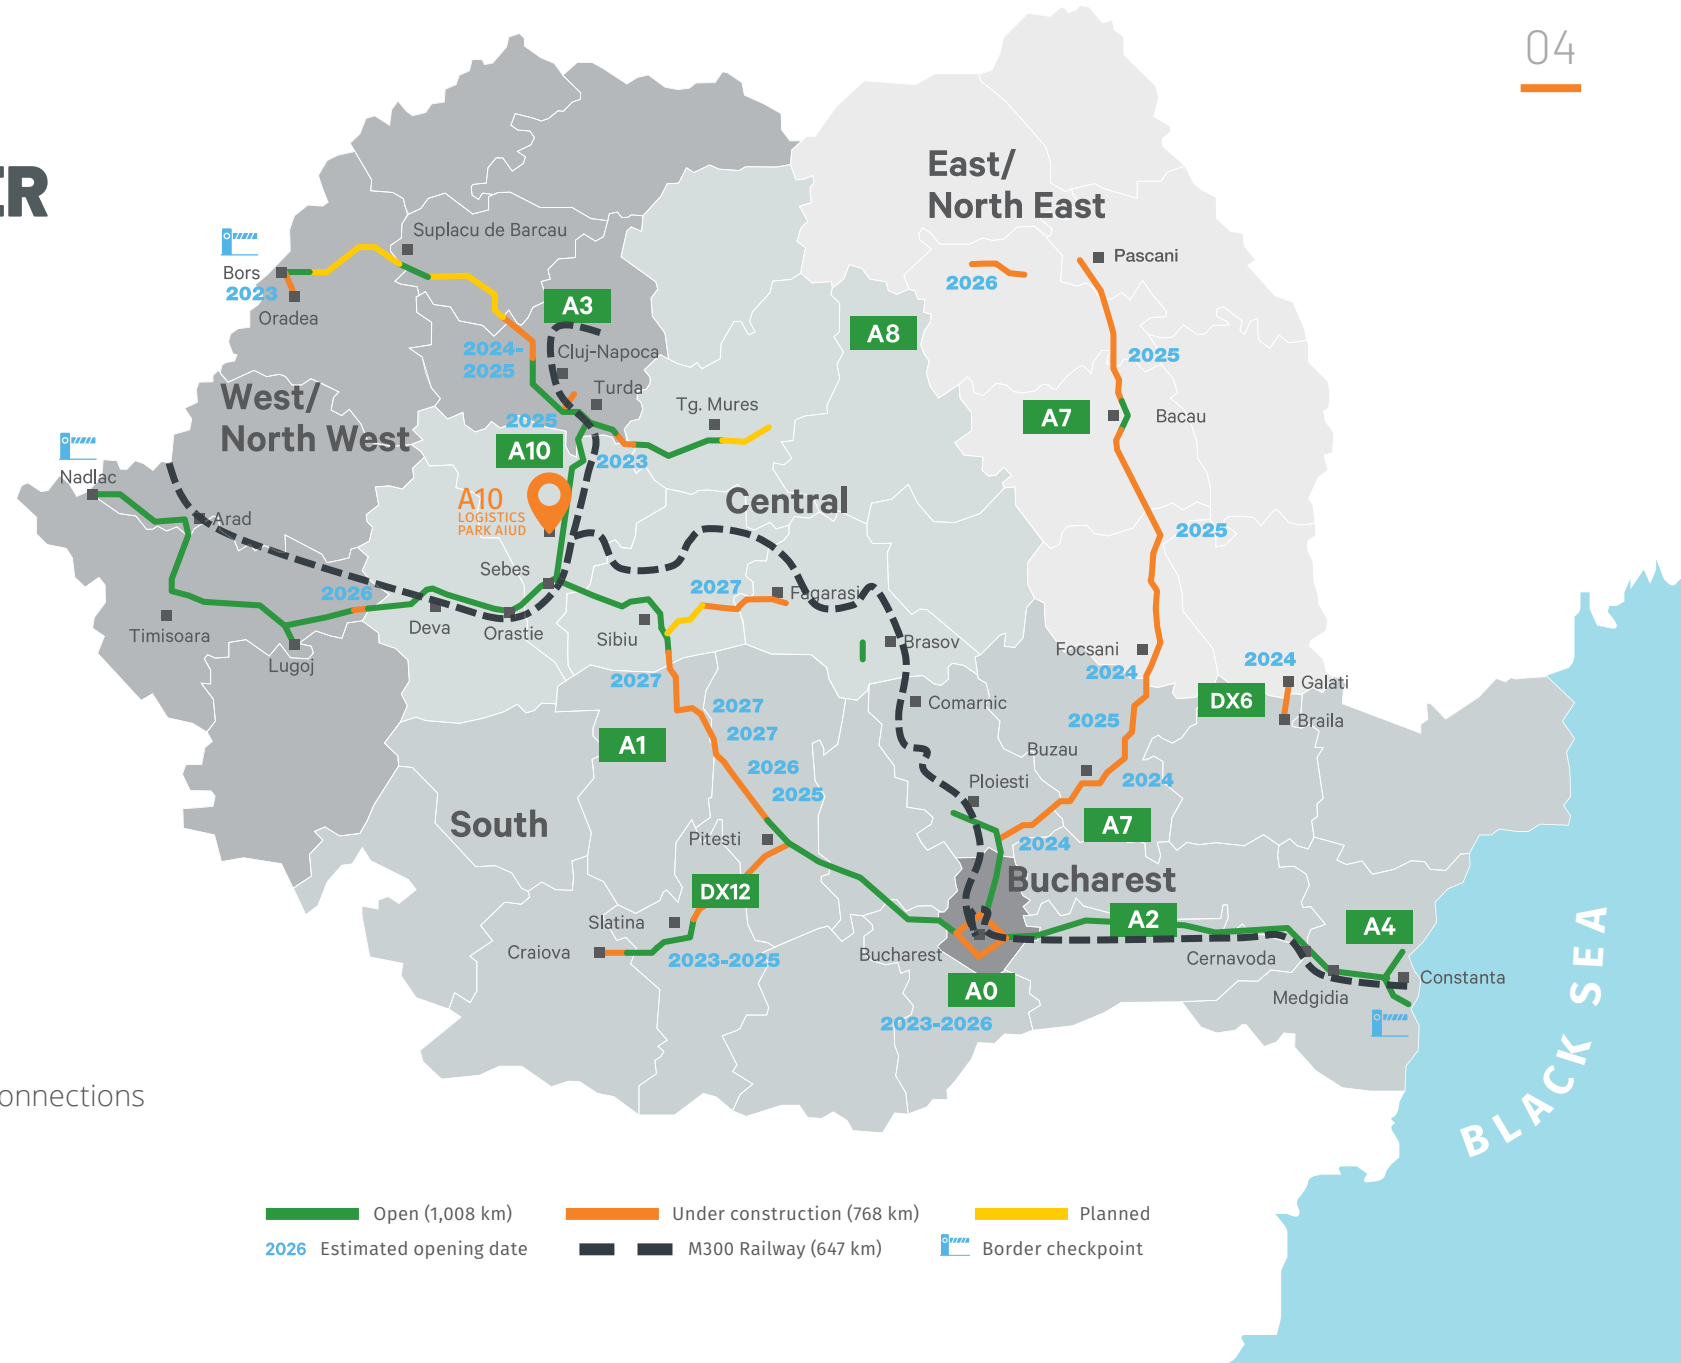 04
ER
East/
North East
Suplacu de Barcau
Bors
2023
Oradea
Pascani
2026
A3
A8
2024-
2025
Cluj-Napoca
2025
Turda
West/
North West
Tg. Mures
A7
Bacau
2025
A10
2023
Nadlac
Central
A10
LOGISTICS
PARK AIUD
Arad
2025
Sebes
2026
2027
Fagarasi
Timisoara
Deva
Orastie
Sibiu
Brasov
Focsani
Lugoj
2027
2024
2024
Galati
DX6
Comarnic
2027
2025
Braila
2027
A1
Buzau
2026
Ploiesti
2024
2025
South
A7
Pitesti
2024
Bucharest
DX12
Slatina
A2
A4
Craiova
2023-2025
Bucharest
Cernavoda
Constanta
A0
Medgidia
2023-2026
BLACK SEA
onnections
Open (1,008 km)
Under construction (768 km)
Planned
2026 Estimated opening date
M300 Railway (647 km)
Border checkpoint